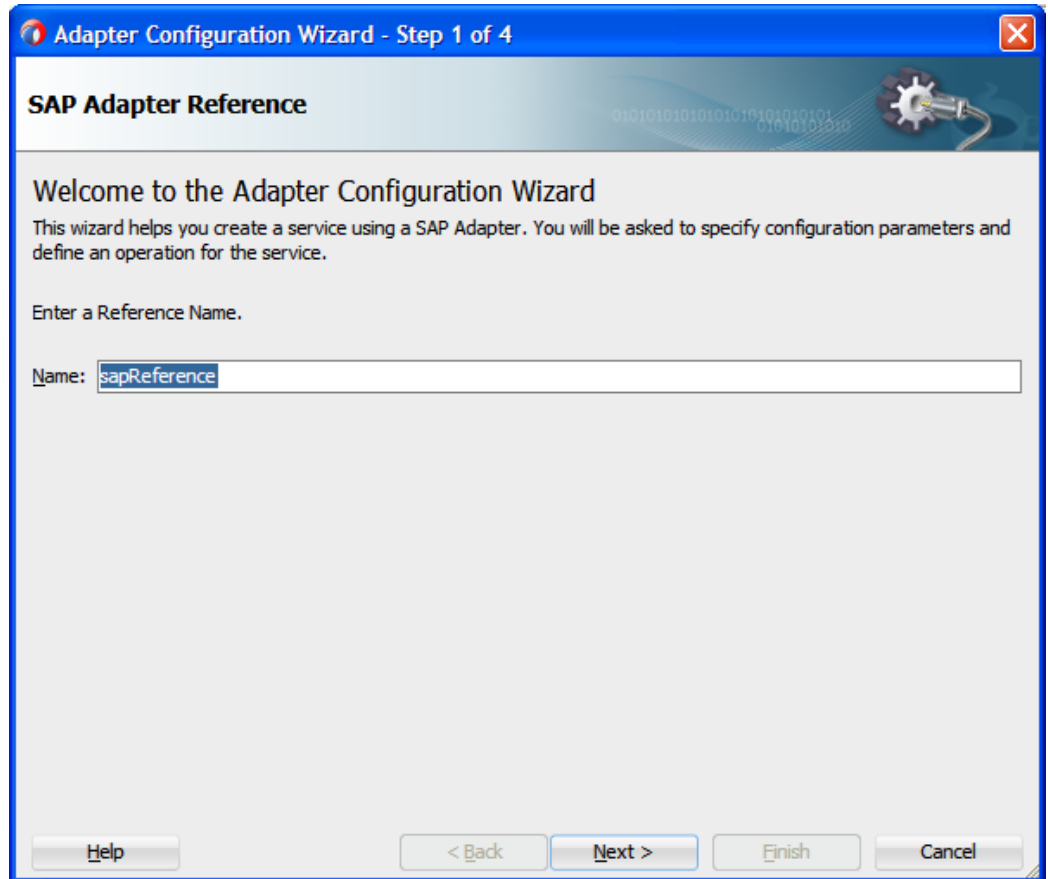 Adapter Configuration Wizard - Step 1 of 4
SAP Adapter Reference
Welcome to the Adapter Configuration Wizard
This wizard helps you create a service using a SAP Adapter. You will be asked to specify configuration parameters and
define an operation for the service.
Enter a Reference Name.
Name: sapReference
Help < Back Next > Finish Cancel